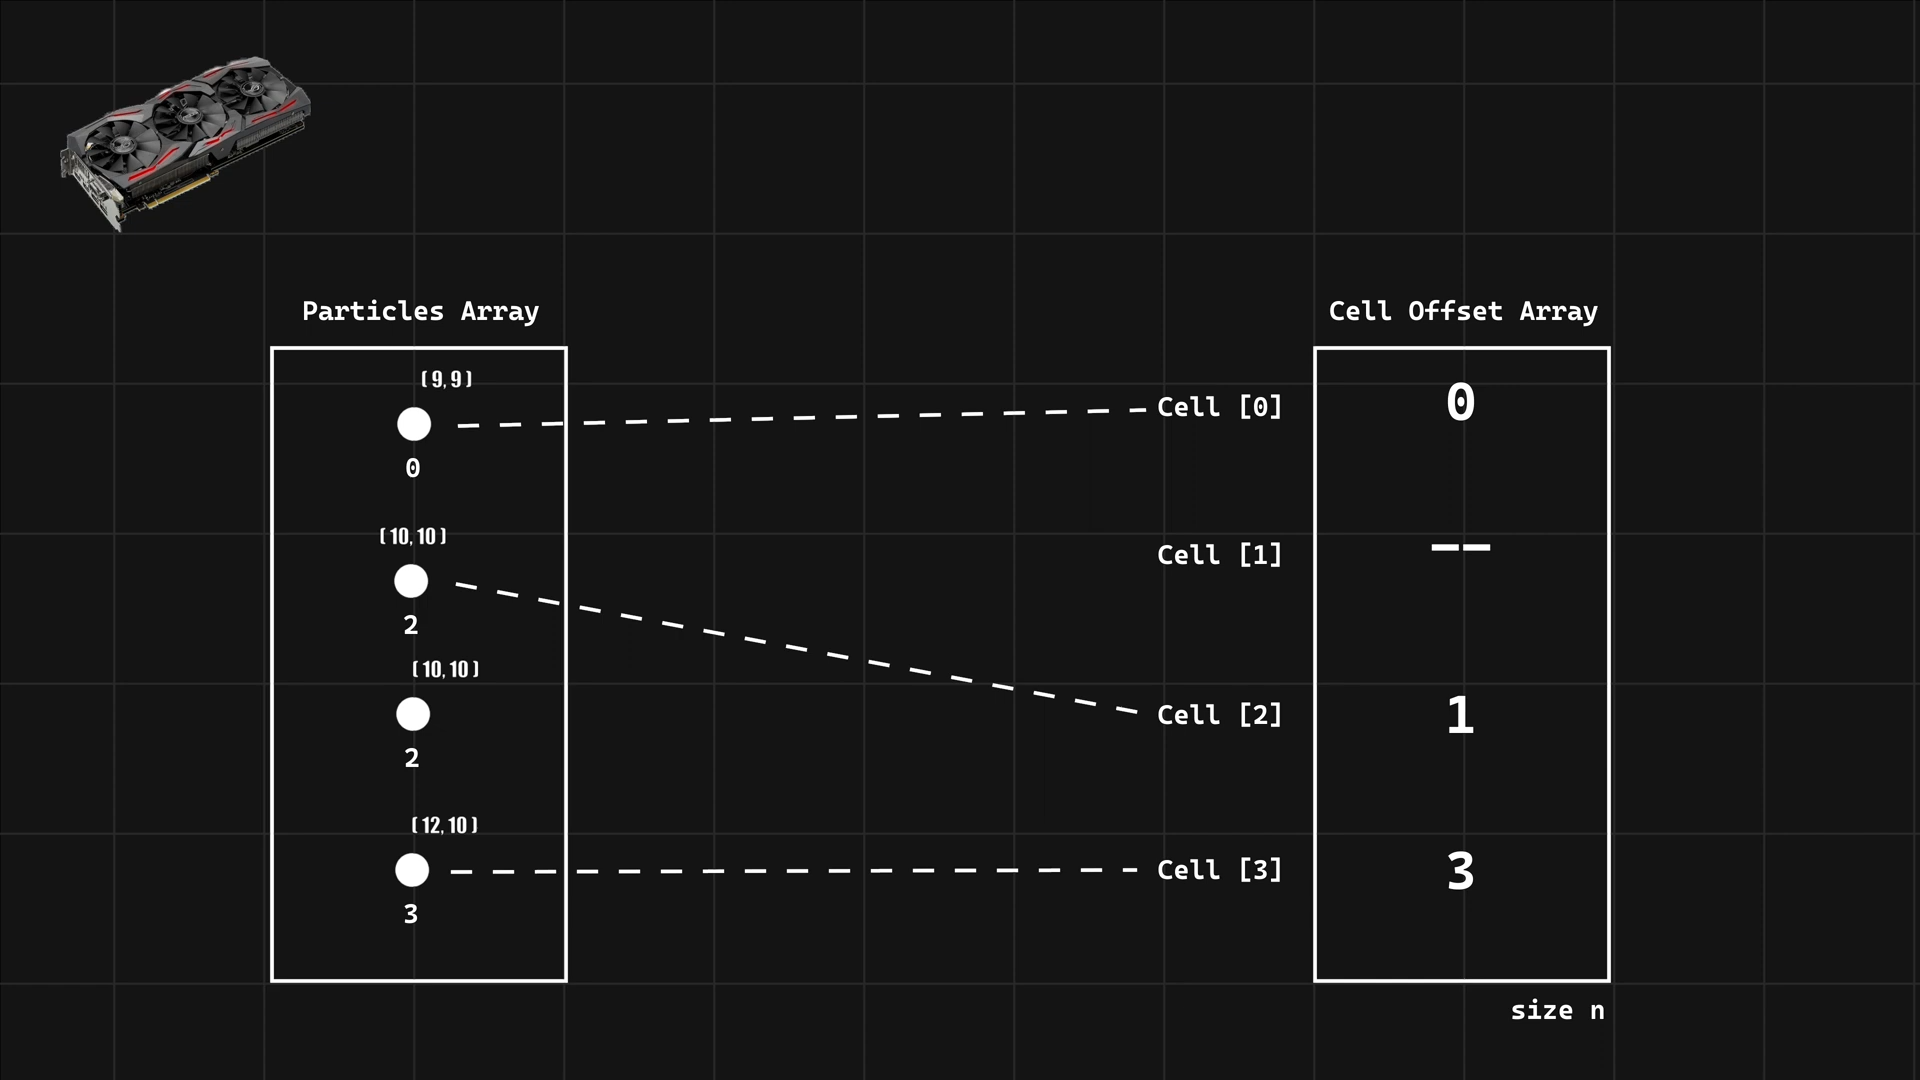 Particles Array
Cell Offset Array
(9,9)
0
Cell [0]
0
(10,10)
2
Cell [1]
——
(10,10)
2
Cell [2]
1
(12,10)
3
Cell [3]
3
size n